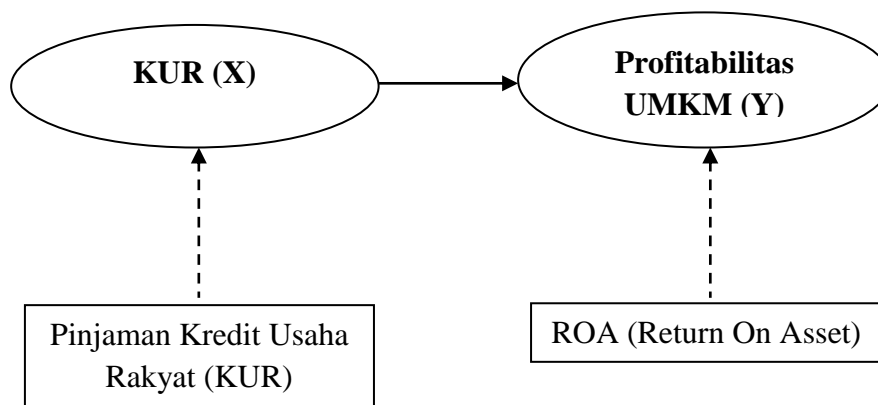 KUR (X)
Profitabilitas
UMKM (Y)
Pinjaman Kredit Usaha
Rakyat (KUR)
ROA (Return On Asset)